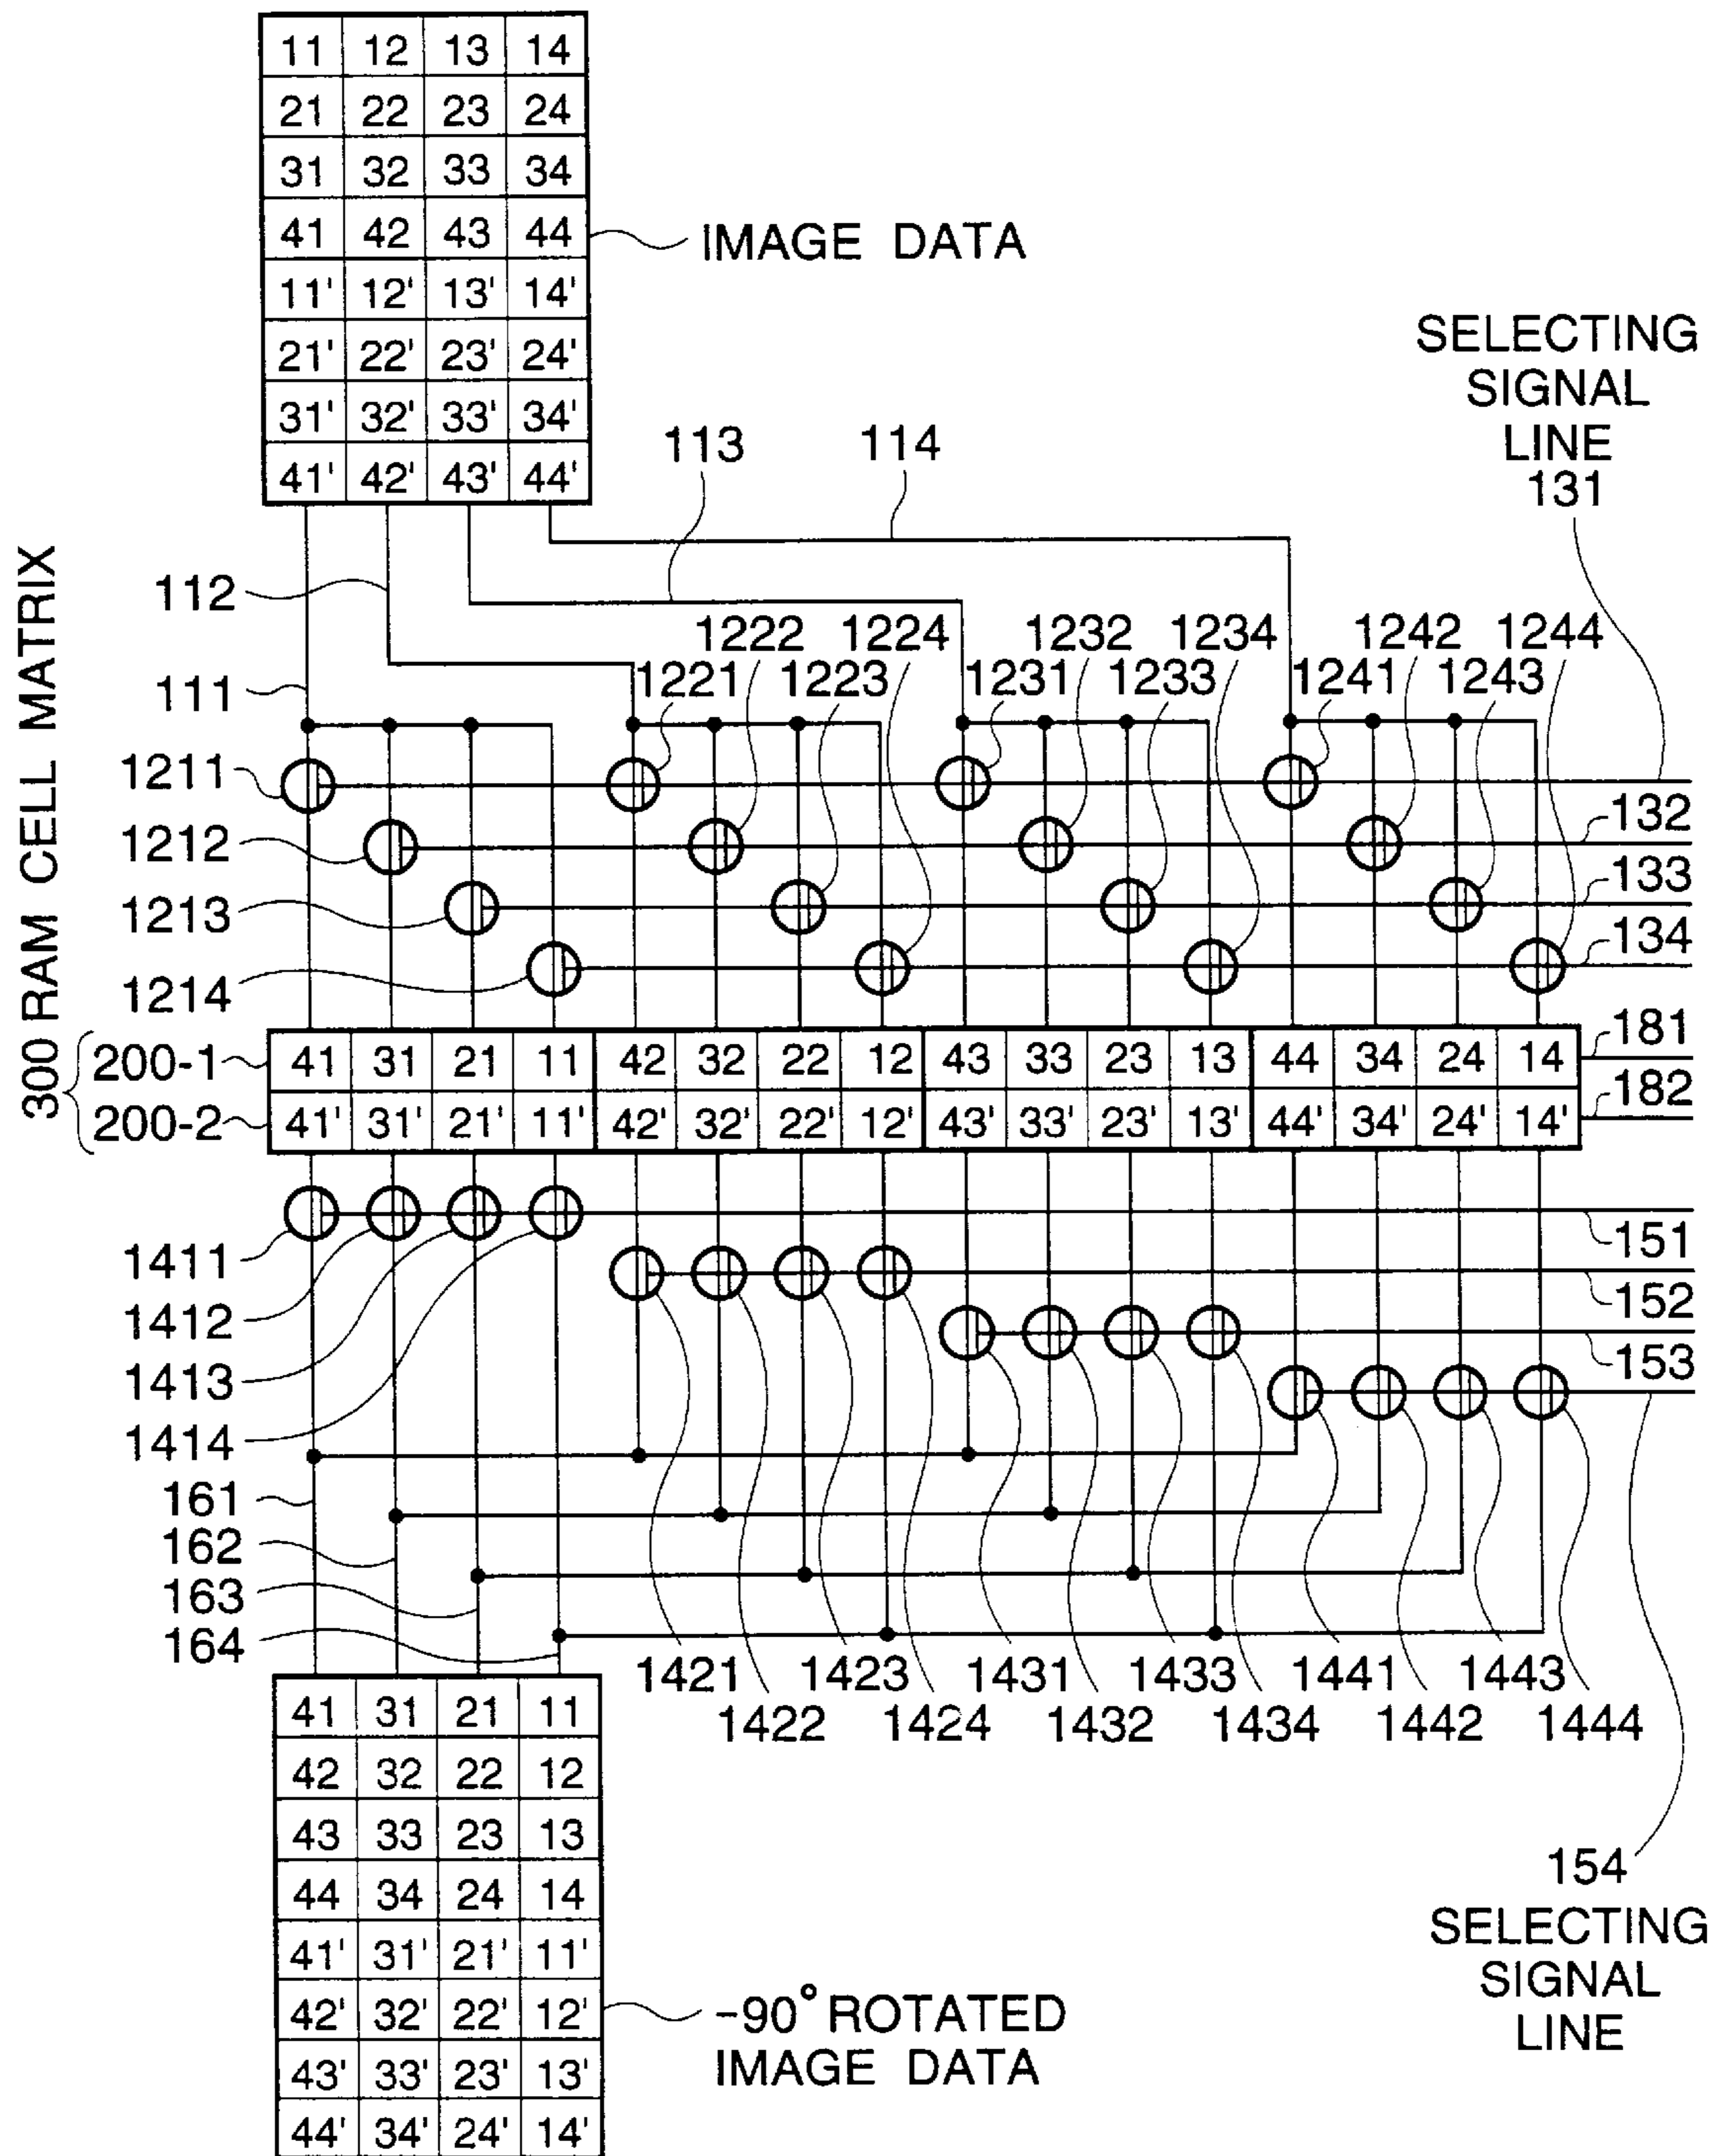 11 12 13 14
21 22 23 24
31 32 33 34
41 42 43 44
11' 12' 13' 14'
21' 22' 23' 24'
31' 32' 33' 34'
41' 42' 43' 44'
IMAGE DATA
SELECTING
SIGNAL
LINE
131
113 114
112
111
1222 1224 1232 1234 1242 1244
1221 1223 1231 1233 1241 1243
1211
1212
1213
1214
132
133
134
300 RAM CELL MATRIX
200-1 41 31 21 11 42 32 22 12 43 33 23 13 44 34 24 14 181
200-2 41' 31' 21' 11' 42' 32' 22' 12' 43' 33' 23' 13' 44' 34' 24' 14' 182
1411
1412
1413
1414
151
152
153
161
162
163
164
1421 1423 1431 1433 1441 1443
1422 1424 1432 1434 1442 1444
154
SELECTING
SIGNAL
LINE
41 31 21 11
42 32 22 12
43 33 23 13
44 34 24 14
41' 31' 21' 11'
42' 32' 22' 12'
43' 33' 23' 13'
44' 34' 24' 14'
-90° ROTATED
IMAGE DATA